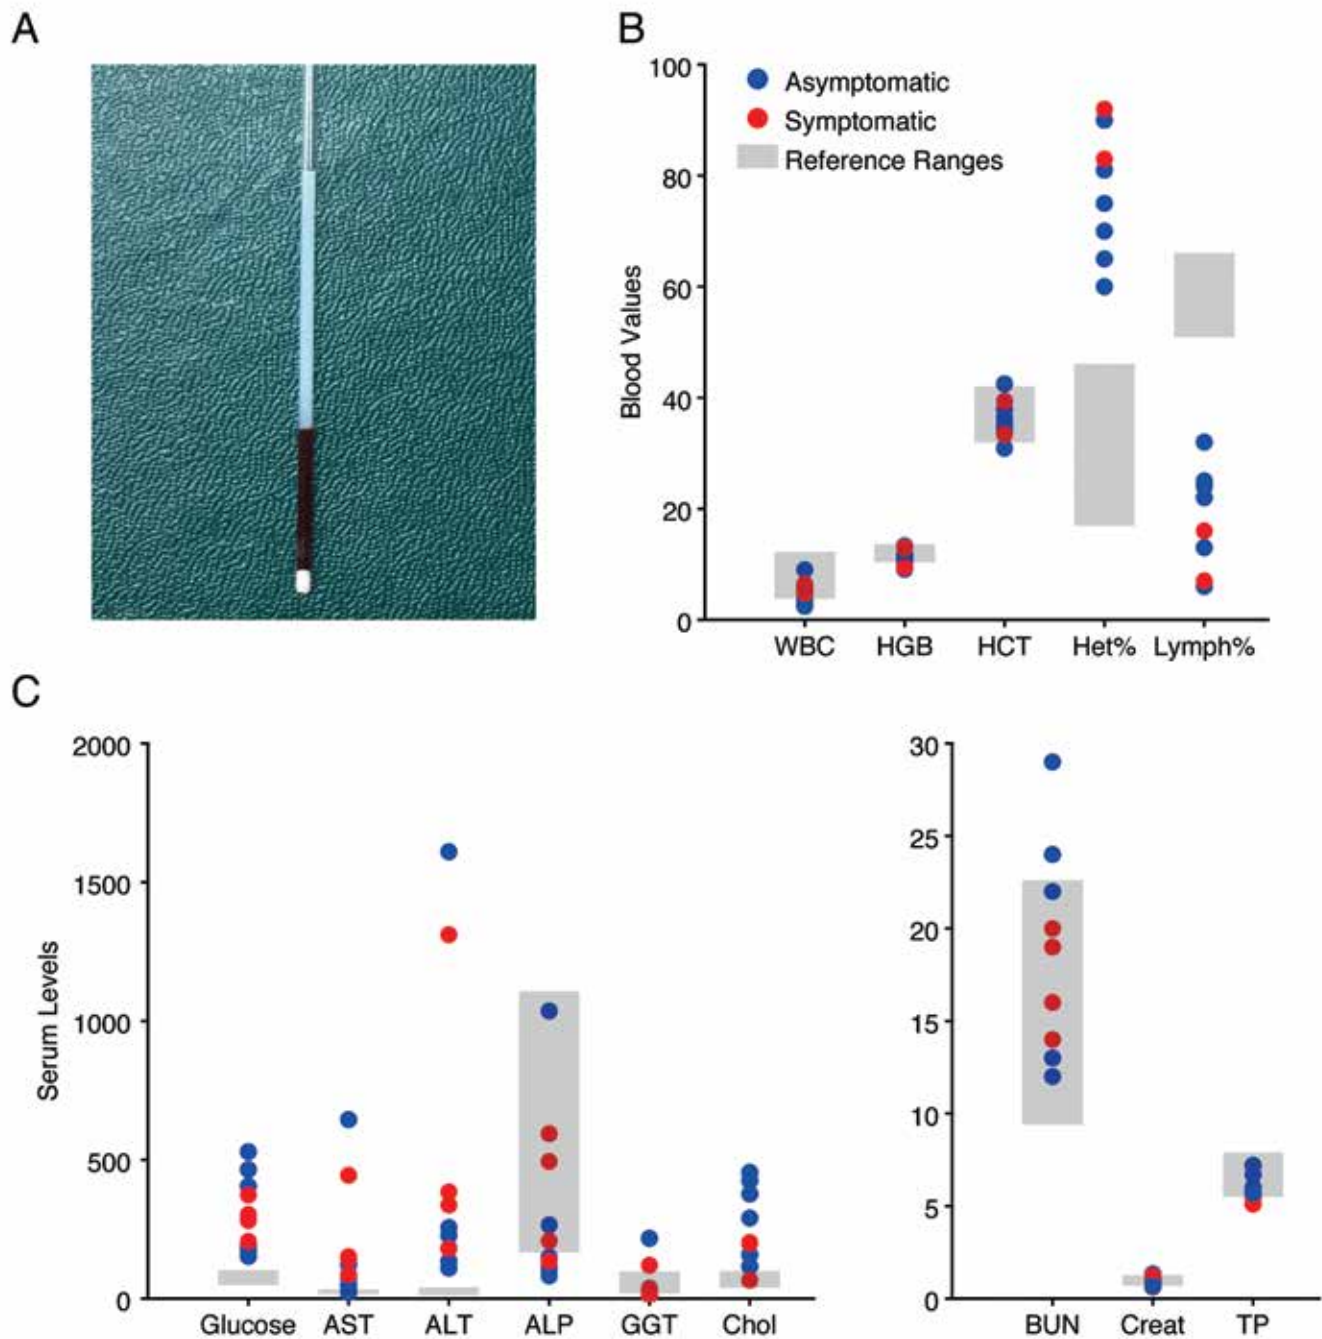 A
B
100
80
60
40
20
0
Blood Values
Asymptomatic
Symptomatic
Reference Ranges
WBC HGB HCT Het% Lymph%
C
2000
1500
1000
500
0
Serum Levels
Glucose AST ALT ALP GGT Chol
30
25
20
15
10
5
0
BUN Creat TP